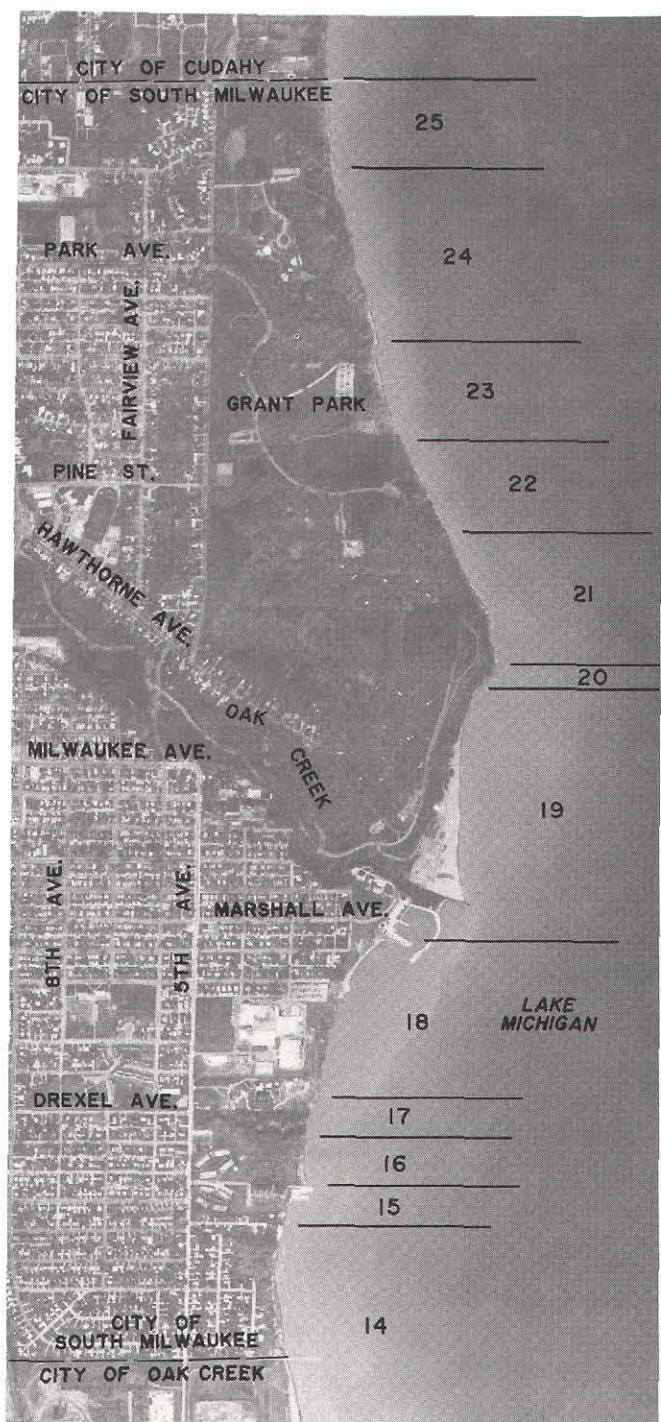 CITY OF CUDAHY
CITY OF SOUTH MILWAUKEE
25
PARK AVE.
24
FAIRVIEW AVE.
23
GRANT PARK
PINE ST.
22
HAWTHORNE AVE.
21
20
OAK CREEK
MILWAUKEE AVE.
19
8TH AVE.
5TH AVE.
MARSHALL AVE.
18
LAKE
MICHIGAN
DREXEL AVE.
17
16
15
14
CITY OF
SOUTH MILWAUKEE
CITY OF OAK CREEK